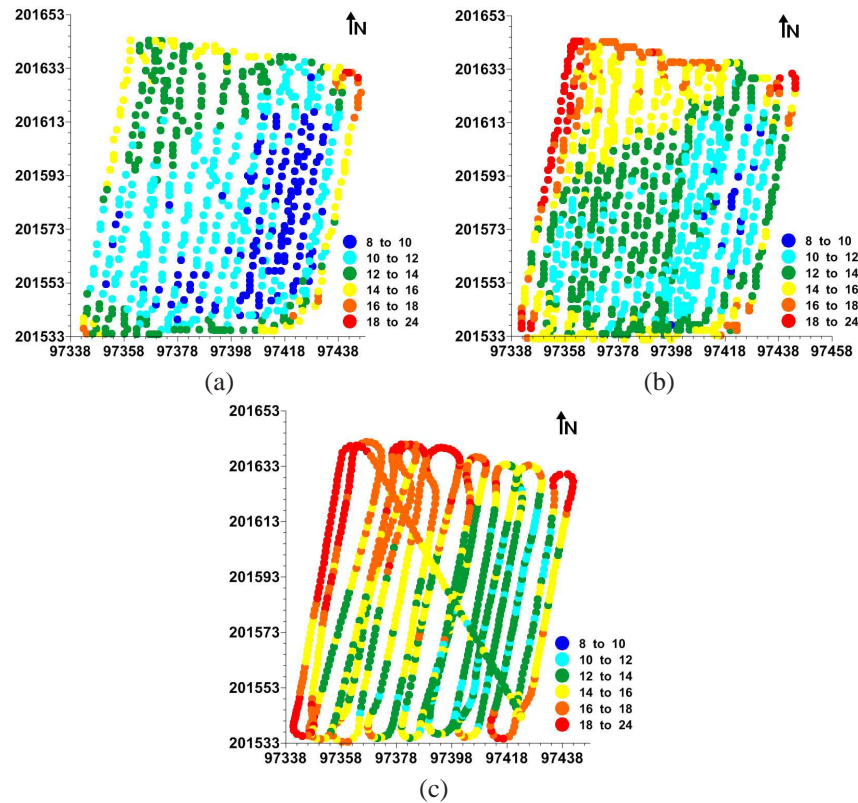 201653
201633
201613
201593
201573
201553
201533
97338 97358 97378 97398 97418 97438
N
8 to 10
10 to 12
12 to 14
14 to 16
16 to 18
18 to 24
(a)
201653
201633
201613
201593
201573
201553
201533
97338 97358 97378 97398 97418 97438 97458
N
8 to 10
10 to 12
12 to 14
14 to 16
16 to 18
18 to 24
(b)
201653
201633
201613
201593
201573
201553
201533
97338 97358 97378 97398 97418 97438
N
8 to 10
10 to 12
12 to 14
14 to 16
16 to 18
18 to 24
(c)